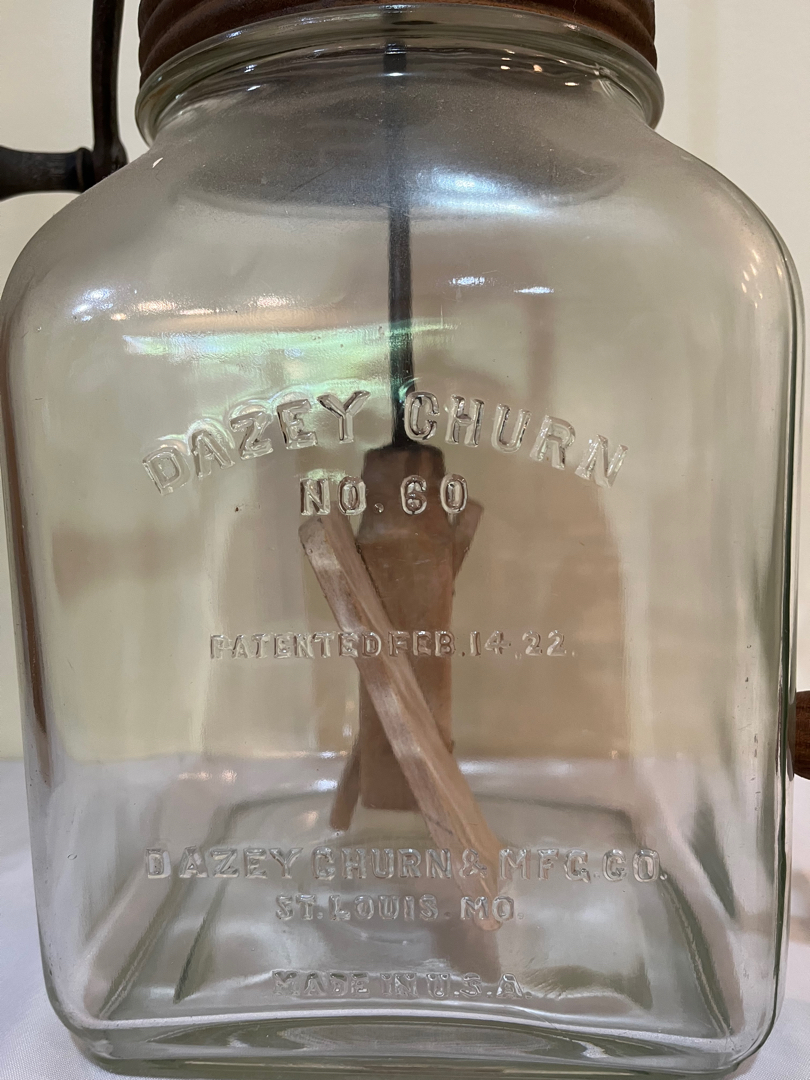 DAZEY CHURN
NO. 60
PATENTED FEB. 14, 22.
DAZEY CHURN & MFG. CO.
ST. LOUIS. MO.
MADE IN U.S.A.